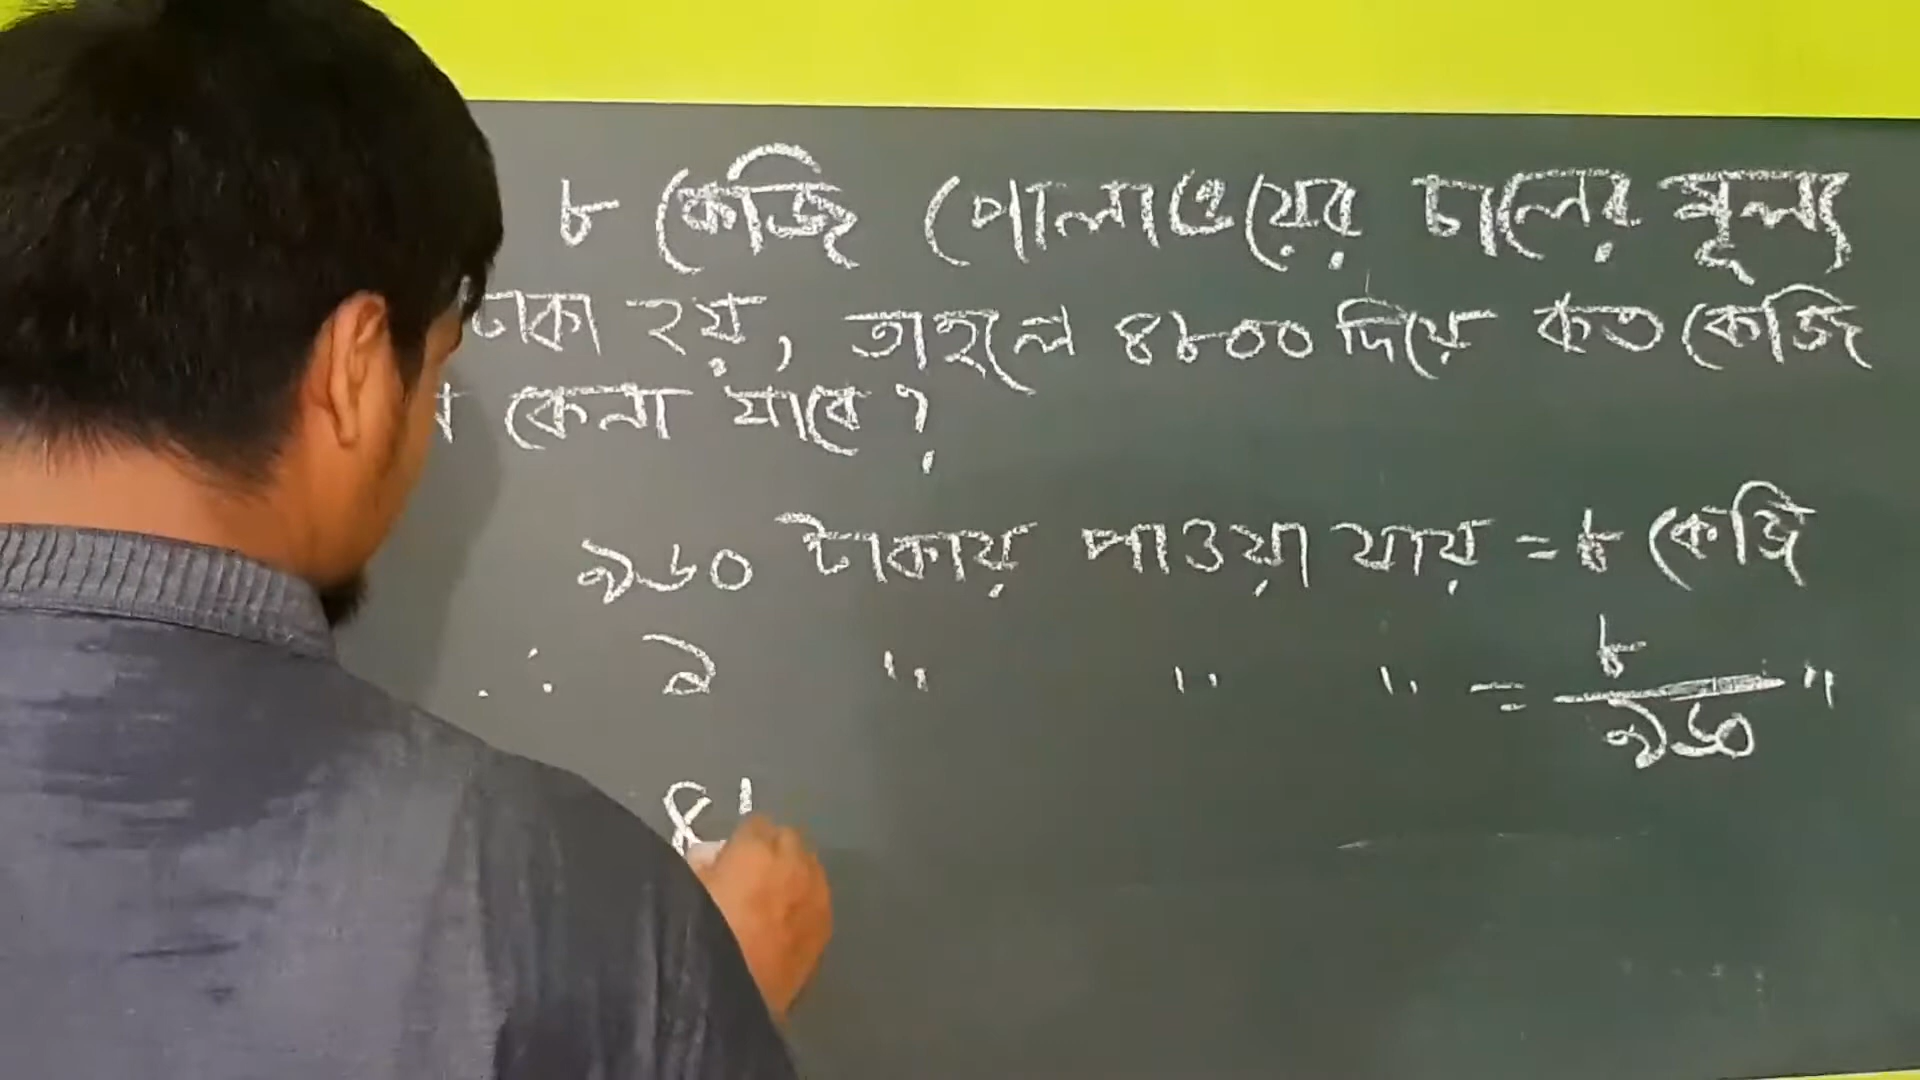 ৮ কেজি পোলাওয়ের চালের মূল্য
টাকা হয়, তাহলে ৪৮০০ দিয়ে কত কেজি
কেনা যাবে?
৯৬০ টাকায় পাওয়া যায় = ৮ কেজি
∴ ১ " " " = ৮/৯৬০ "
৪